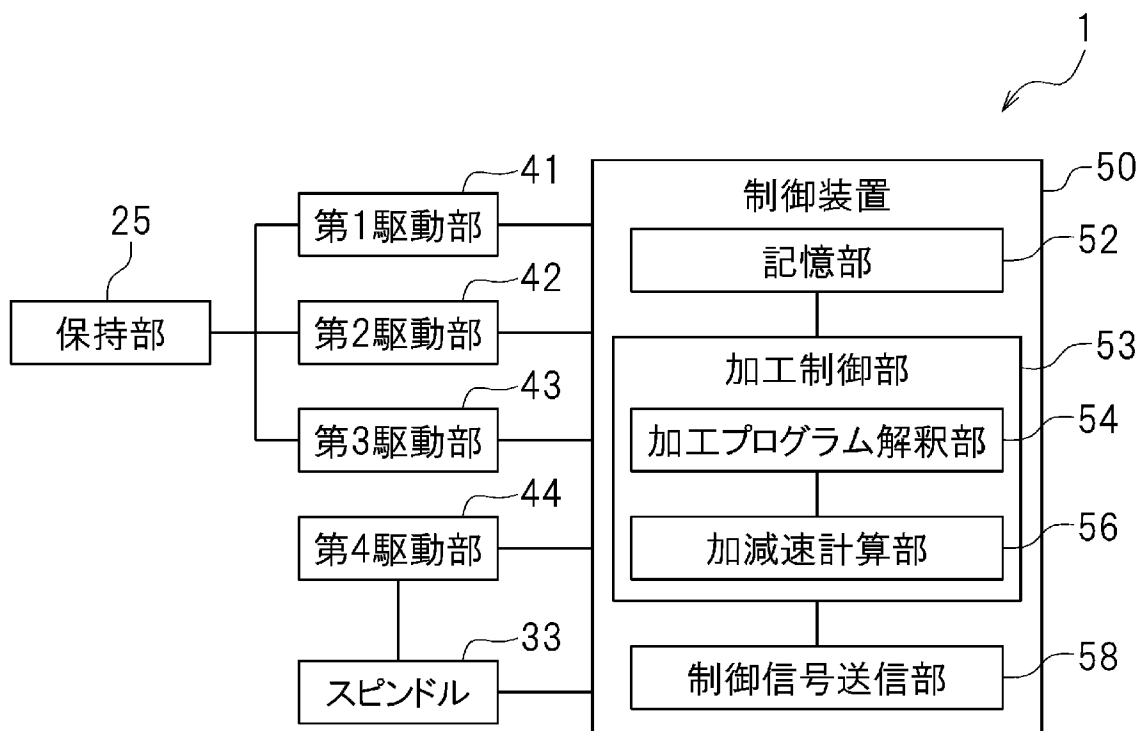 1
50
制御装置
41
第1駆動部
25
保持部
52
記憶部
42
第2駆動部
53
加工制御部
43
第3駆動部
54
加工プログラム解釈部
44
第4駆動部
56
加減速計算部
33
スピンドル
58
制御信号送信部